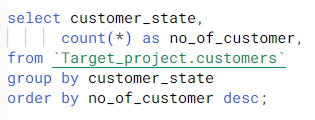 select customer_state,
count(*) as no_of_customer,
from `Target_project.customers`
group by customer_state
order by no_of_customer desc;